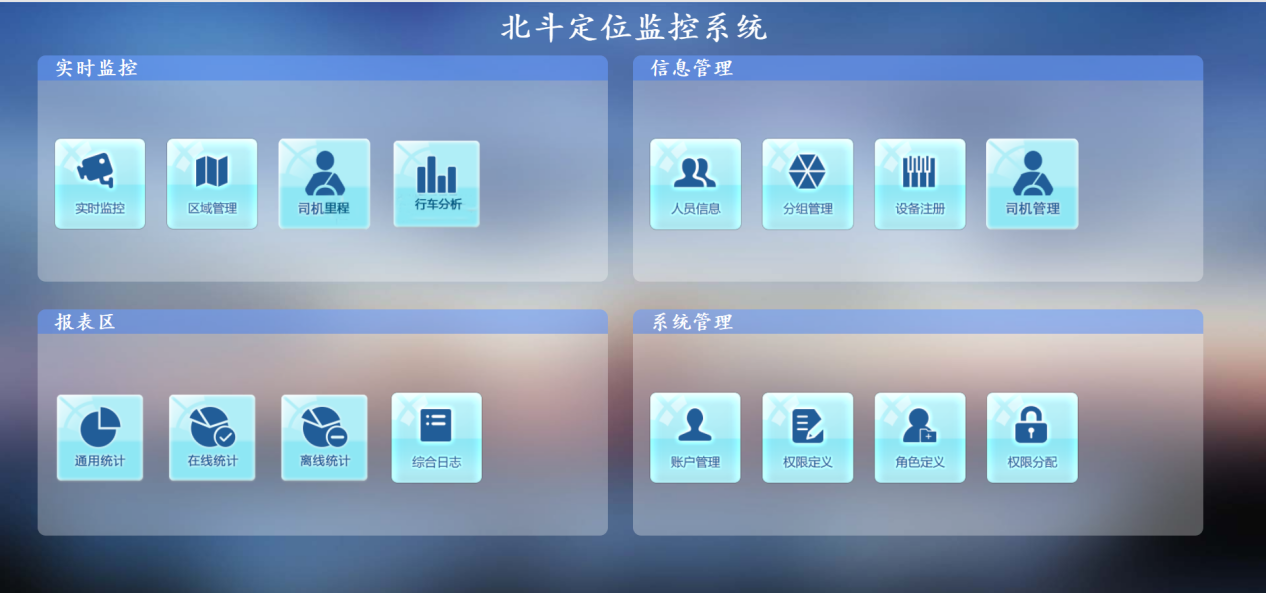 北斗定位监控系统
实时监控
实时监控 区域管理 司机里程 行车分析
信息管理
人员信息 分组管理 设备注册 司机管理
报表区
通用统计 在线统计 离线统计 综合日志
系统管理
账户管理 权限定义 角色定义 权限分配